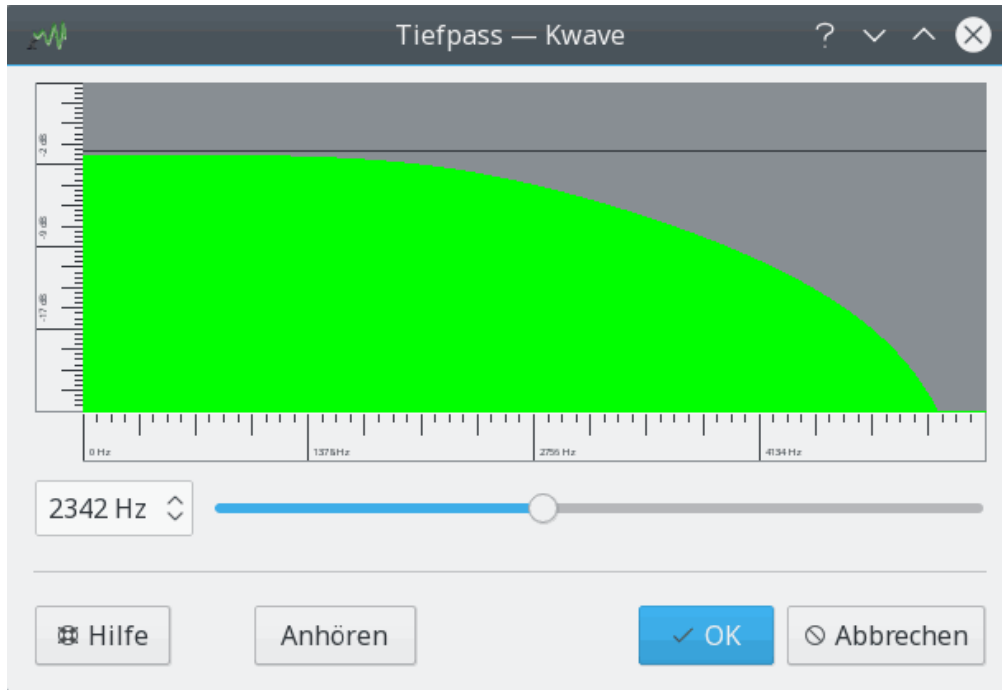 Tiefpass — Kwave
-2 dB
-9 dB
-17 dB
0 Hz
1378 Hz
2756 Hz
4134 Hz
2342 Hz
Hilfe
Anhören
OK
Abbrechen